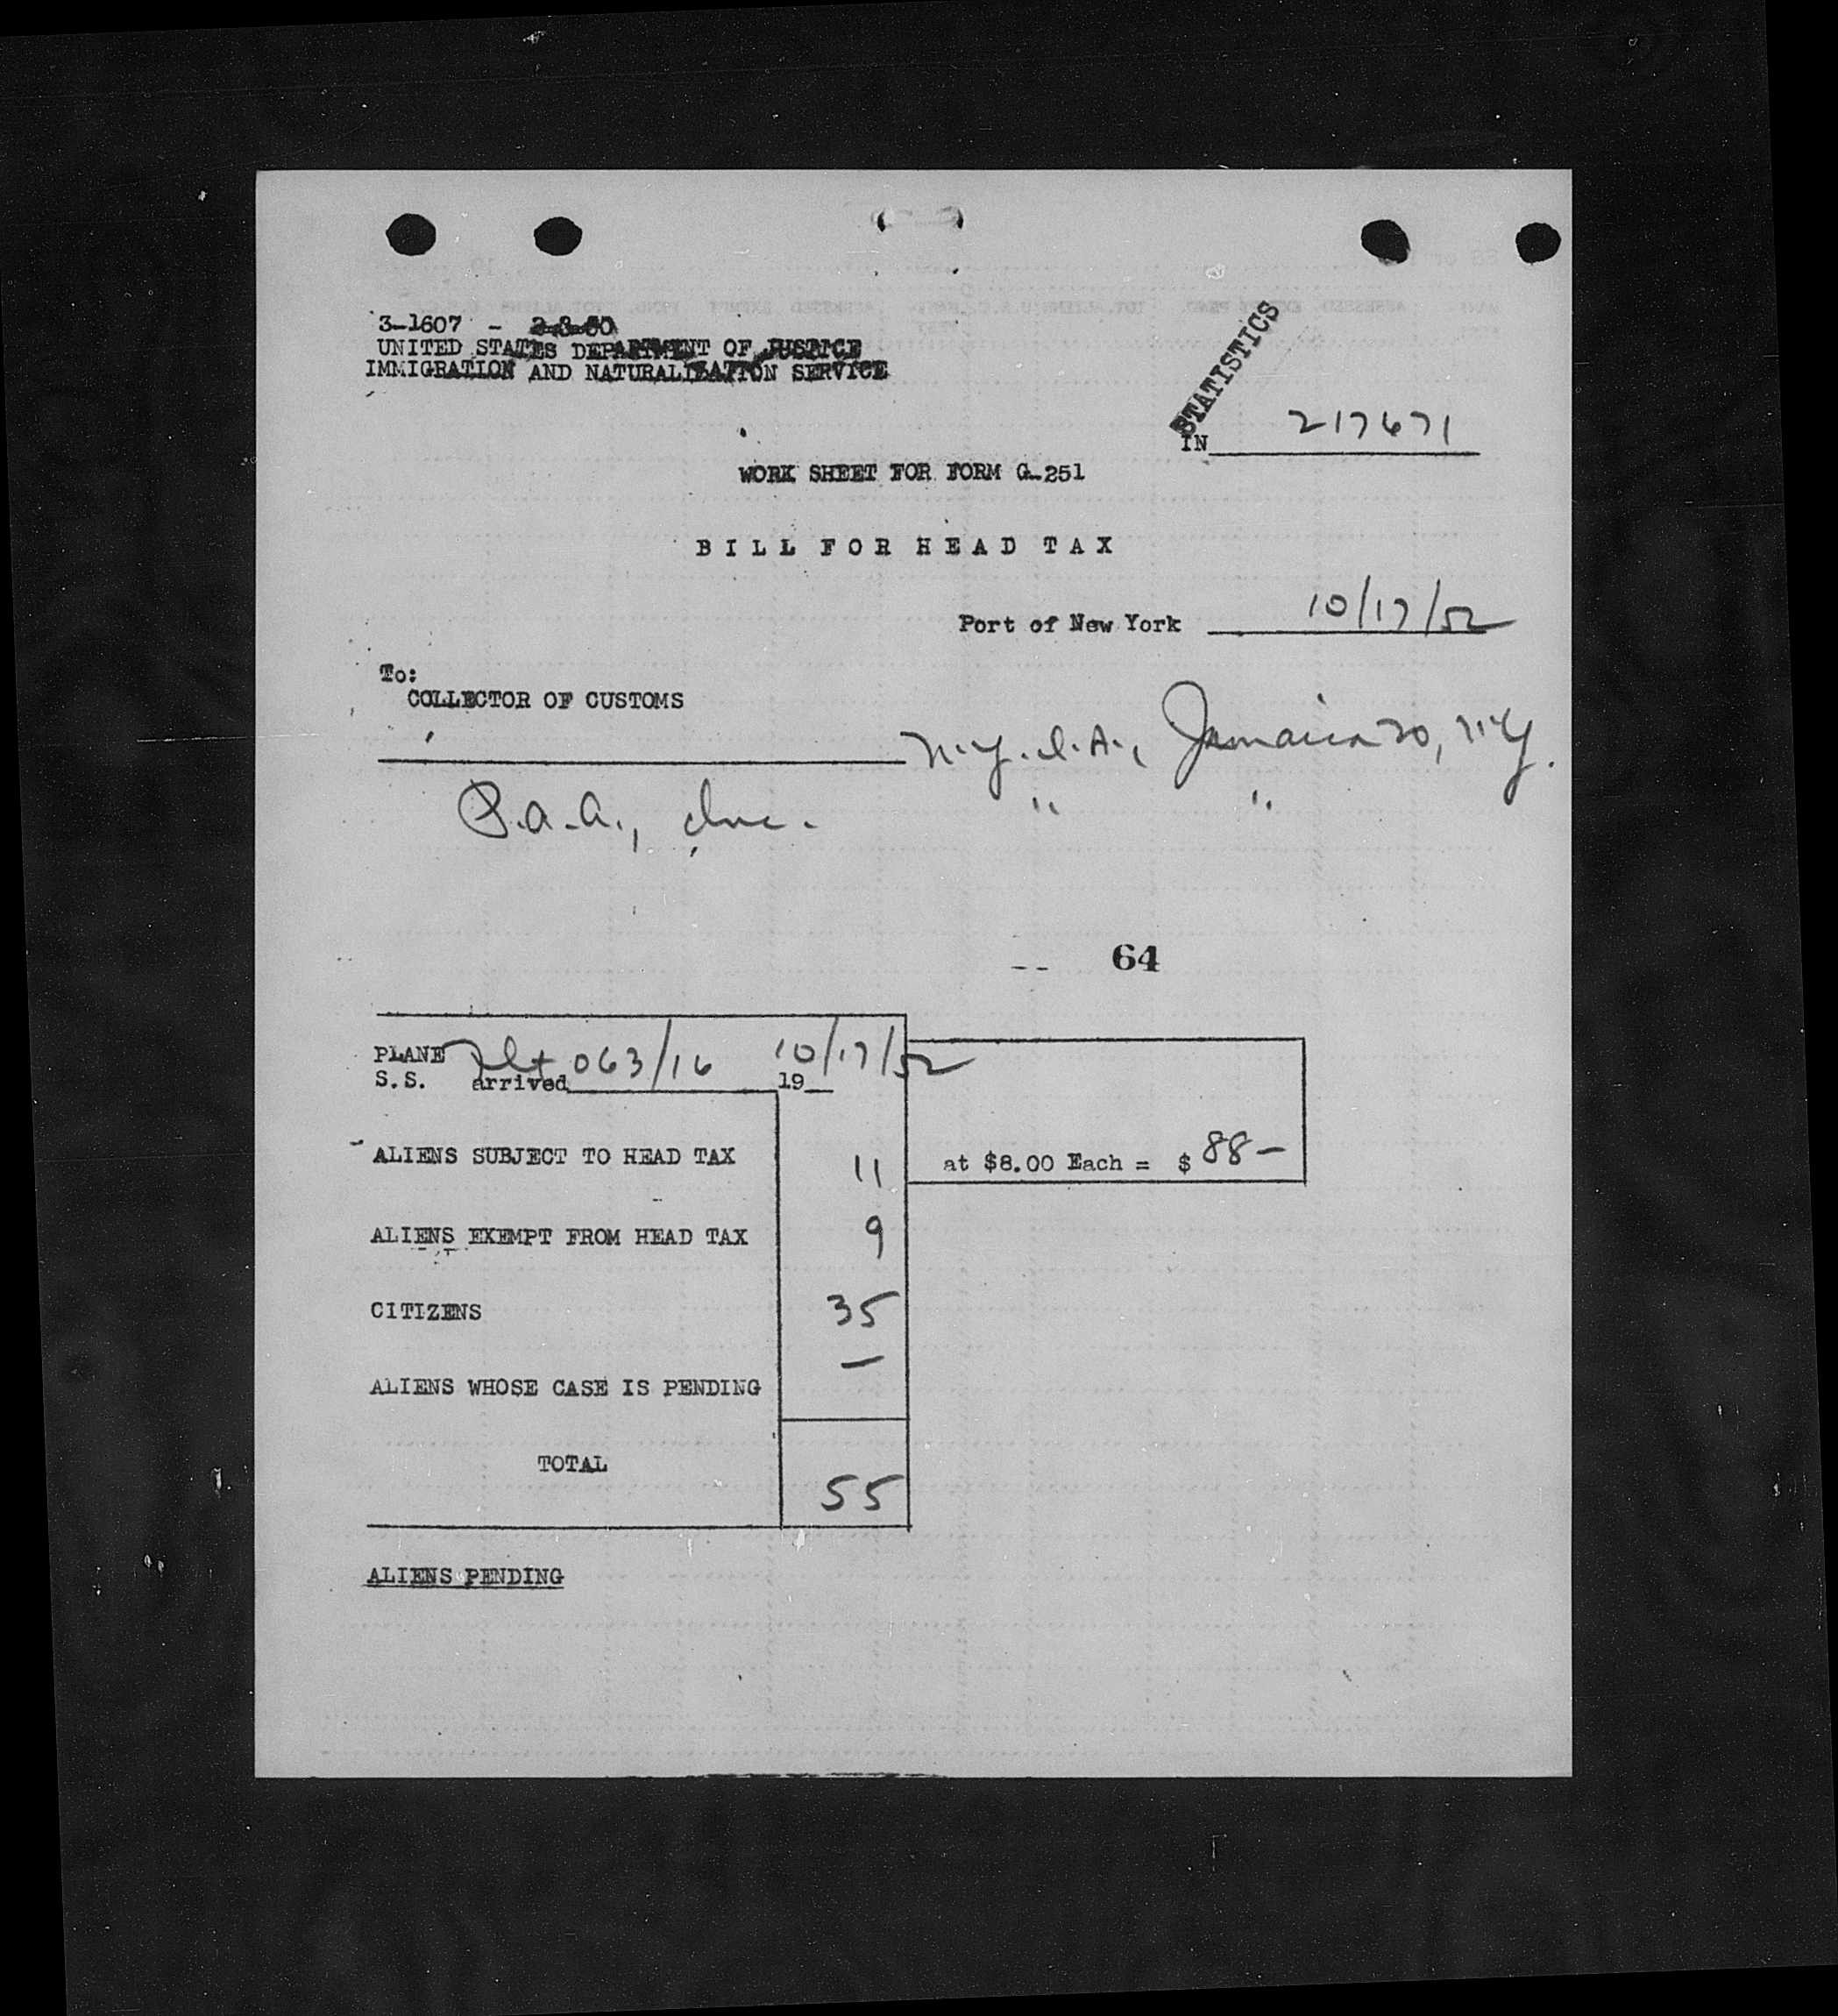 3-1607 - 2-3-50
UNITED STATES DEPARTMENT OF JUSTICE
IMMIGRATION AND NATURALIZATION SERVICE
STATISTICS
IN 217671
WORK SHEET FOR FORM G-251
BILL FOR HEAD TAX
Port of New York 10/17/52
To:
COLLECTOR OF CUSTOMS
N.Y.I.A., Jamaica 30, N.Y.
P.A.A., Inc. " "
64
PLANE Flt 063/16 10/17/52
S.S. arrived 19
ALIENS SUBJECT TO HEAD TAX 11 at $8.00 Each = $ 88-
ALIENS EXEMPT FROM HEAD TAX 9
CITIZENS 35
ALIENS WHOSE CASE IS PENDING —
TOTAL 55
ALIENS PENDING